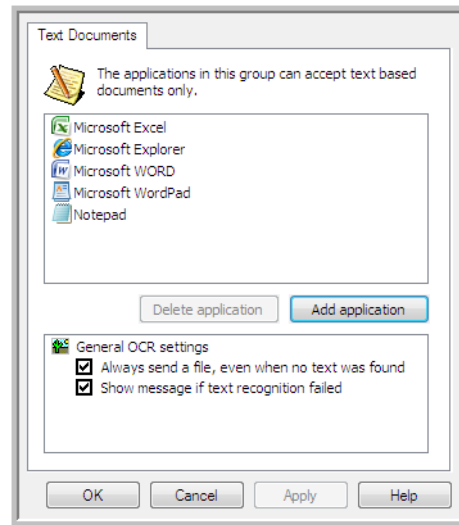 Text Documents
The applications in this group can accept text based
documents only.
Microsoft Excel
Microsoft Explorer
Microsoft WORD
Microsoft WordPad
Notepad
Delete application
Add application
General OCR settings
Always send a file, even when no text was found
Show message if text recognition failed
OK
Cancel
Apply
Help